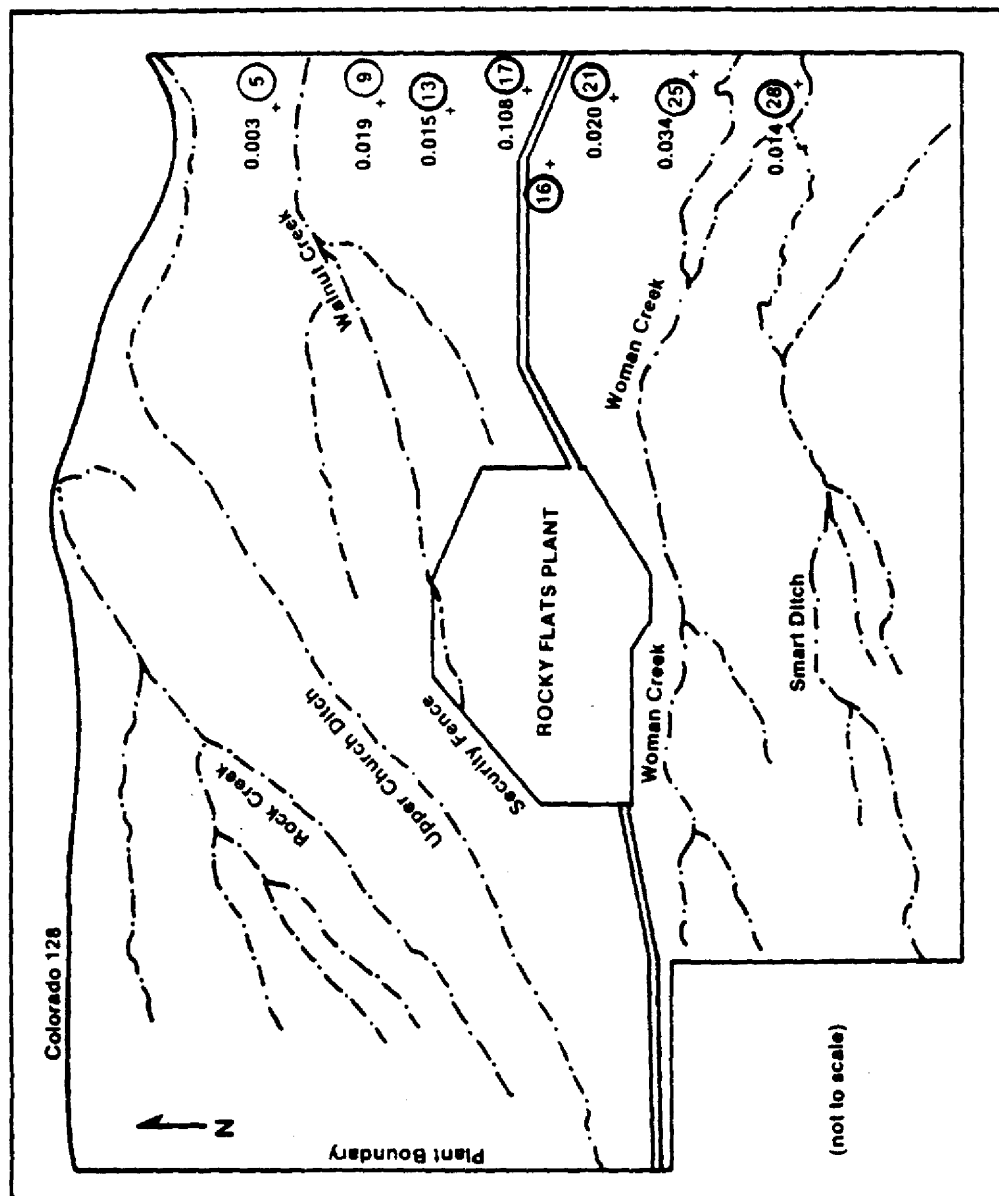 Colorado 128
N
Plant Boundary
Rock Creek
Upper Church Ditch
Security Fence
Walnut Creek
ROCKY FLATS PLANT
Woman Creek
Woman Creek
Smart Ditch
(not to scale)
5
0.003
9
0.019
13
0.015
17
0.108
16
21
0.020
25
0.034
28
0.014